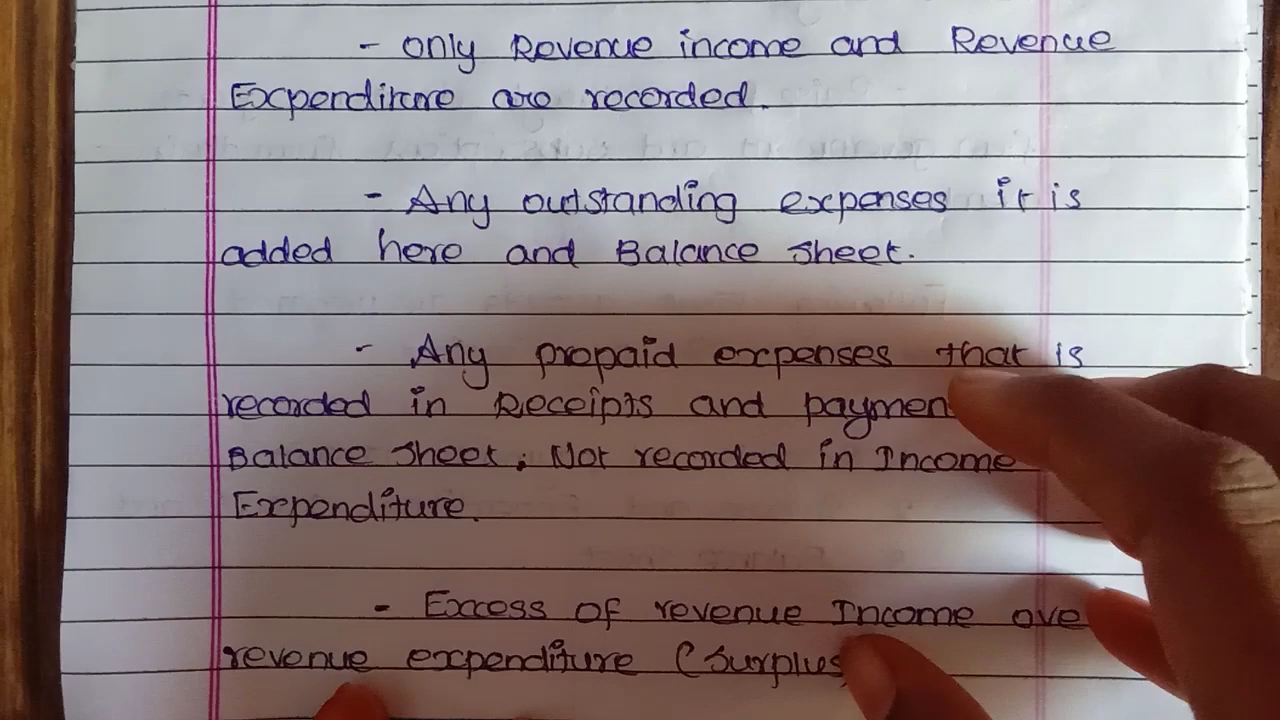 - only Revenue income and Revenue
Expenditure are recorded.
- Any outstanding expenses it is
added here and Balance sheet.
- Any prepaid expenses that is
recorded in Receipts and paymen
Balance sheet, Not recorded in Income
Expenditure.
- Excess of revenue Income ove
revenue expenditure (Surplus